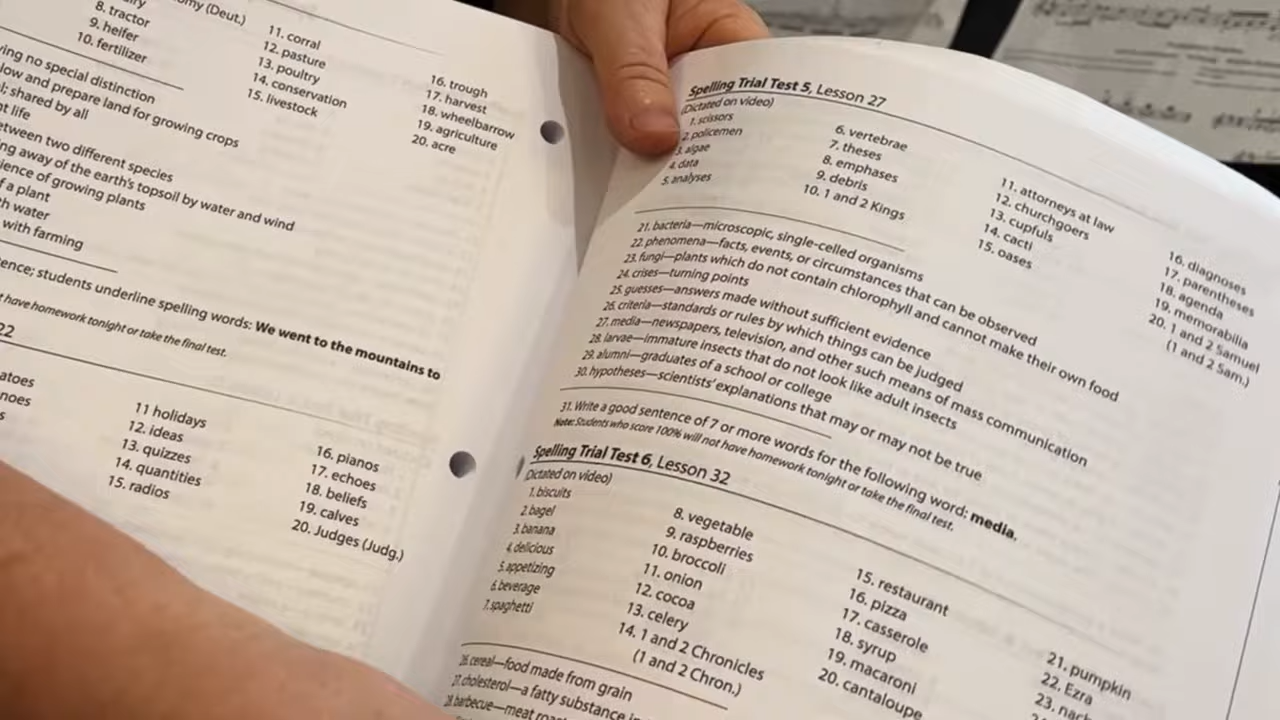 omy (Deut.)
8. tractor
9. heifer
10. fertilizer
11. corral
12. pasture
13. poultry
14. conservation
15. livestock
16. trough
17. harvest
18. wheelbarrow
19. agriculture
20. acre
ying no special distinction
low and prepare land for growing crops
l; shared by all
nt life
etween two different species
ing away of the earth's topsoil by water and wind
ience of growing plants
f a plant
th water
with farming
ence; students underline spelling words: We went to the mountains to
t have homework tonight or take the final test.
22
atoes
noes
s
11 holidays
12. ideas
13. quizzes
14. quantities
15. radios
16. pianos
17. echoes
18. beliefs
19. calves
20. Judges (Judg.)
Spelling Trial Test 5, Lesson 27
(Dictated on video)
1. scissors
2. policemen
3. algae
4. data
5. analyses
6. vertebrae
7. theses
8. emphases
9. debris
10. 1 and 2 Kings
11. attorneys at law
12. churchgoers
13. cupfuls
14. cacti
15. oases
16. diagnoses
17. parentheses
18. agenda
19. memorabilia
20. 1 and 2 Samuel
(1 and 2 Sam.)
21. bacteria—microscopic, single-celled organisms
22. phenomena—facts, events, or circumstances that can be observed
23. fungi—plants which do not contain chlorophyll and cannot make their own food
24. crises—turning points
25. guesses—answers made without sufficient evidence
26. criteria—standards or rules by which things can be judged
27. media—newspapers, television, and other such means of mass communication
28. larvae—immature insects that do not look like adult insects
29. alumni—graduates of a school or college
30. hypotheses—scientists' explanations that may or may not be true
31. Write a good sentence of 7 or more words for the following word: media.
Note: Students who score 100% will not have homework tonight or take the final test.
Spelling Trial Test 6, Lesson 32
(Dictated on video)
1. biscuits
2. bagel
3. banana
4. delicious
5. appetizing
6. beverage
7. spaghetti
8. vegetable
9. raspberries
10. broccoli
11. onion
12. cocoa
13. celery
14. 1 and 2 Chronicles
(1 and 2 Chron.)
15. restaurant
16. pizza
17. casserole
18. syrup
19. macaroni
20. cantaloupe
21. pumpkin
22. Ezra
23. nach
26. cereal—food made from grain
27. cholesterol—a fatty substance in
28. barbecue—meat roas